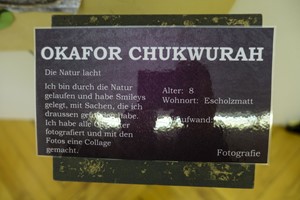 OKAFOR CHUKWURAH
Die Natur lacht
Ich bin durch die Natur
gelaufen und habe Smileys
gelegt, mit Sachen, die ich
draussen habe.
Ich habe alle
fotografiert und mit den
Fotos eine Collage
gemacht.
Alter: 8
Wohnort: Escholzmatt
Fotografie